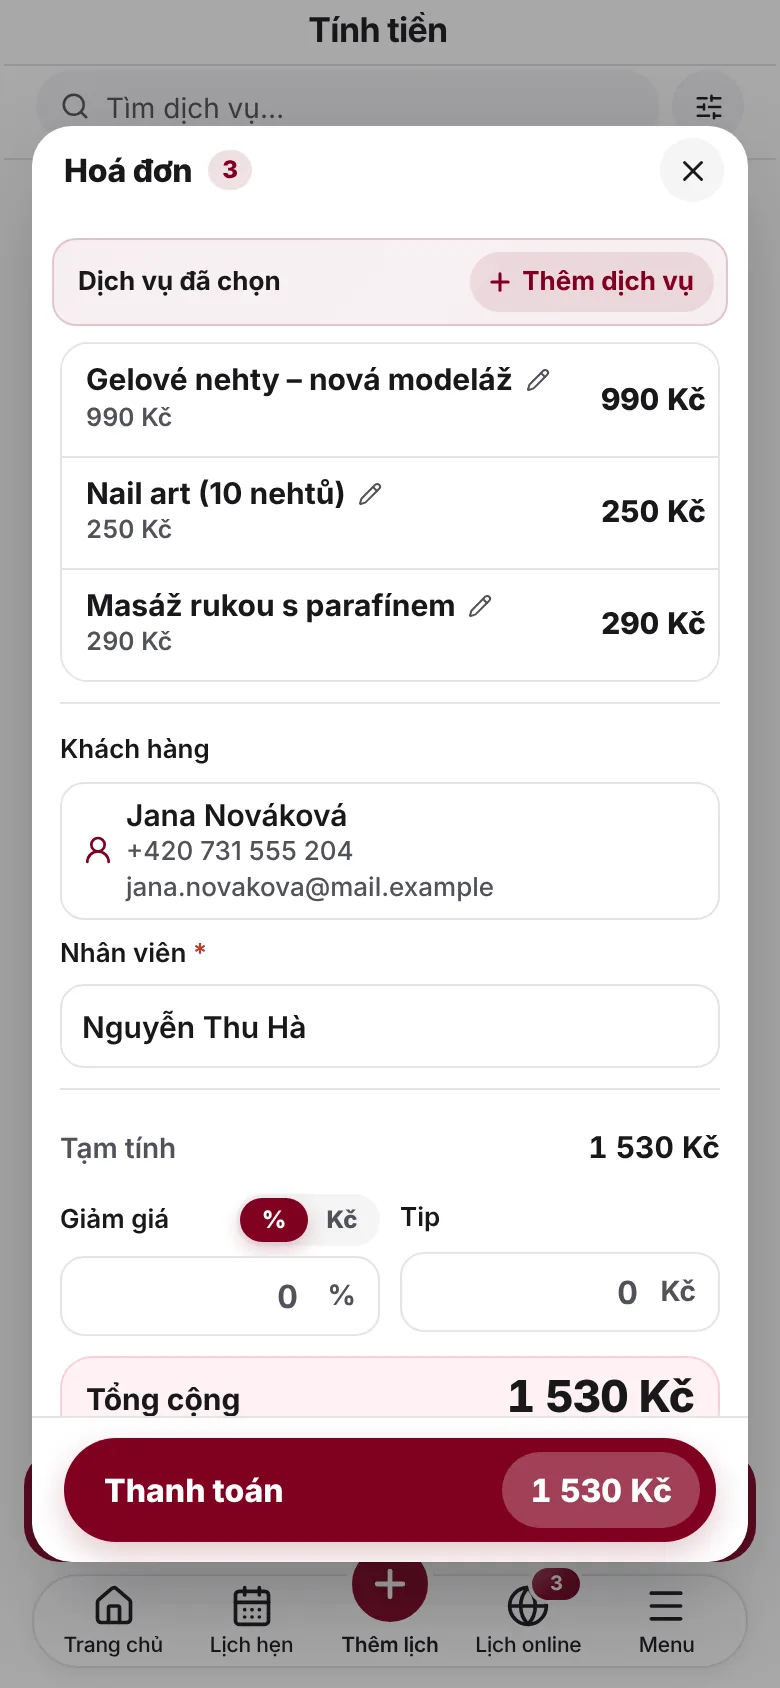 Tính tiền
Tìm dịch vụ...
Hoá đơn 3
Dịch vụ đã chọn
+ Thêm dịch vụ
Gelové nehty – nová modeláž
990 Kč
990 Kč
Nail art (10 nehtů)
250 Kč
250 Kč
Masáž rukou s parafínem
290 Kč
290 Kč
Khách hàng
Jana Nováková
+420 731 555 204
jana.novakova@mail.example
Nhân viên *
Nguyễn Thu Hà
Tạm tính 1 530 Kč
Giảm giá % Kč
Tip
0 %
0 Kč
Tổng cộng 1 530 Kč
Thanh toán 1 530 Kč
3
Trang chủ
Lịch hẹn
Thêm lịch
Lịch online
Menu